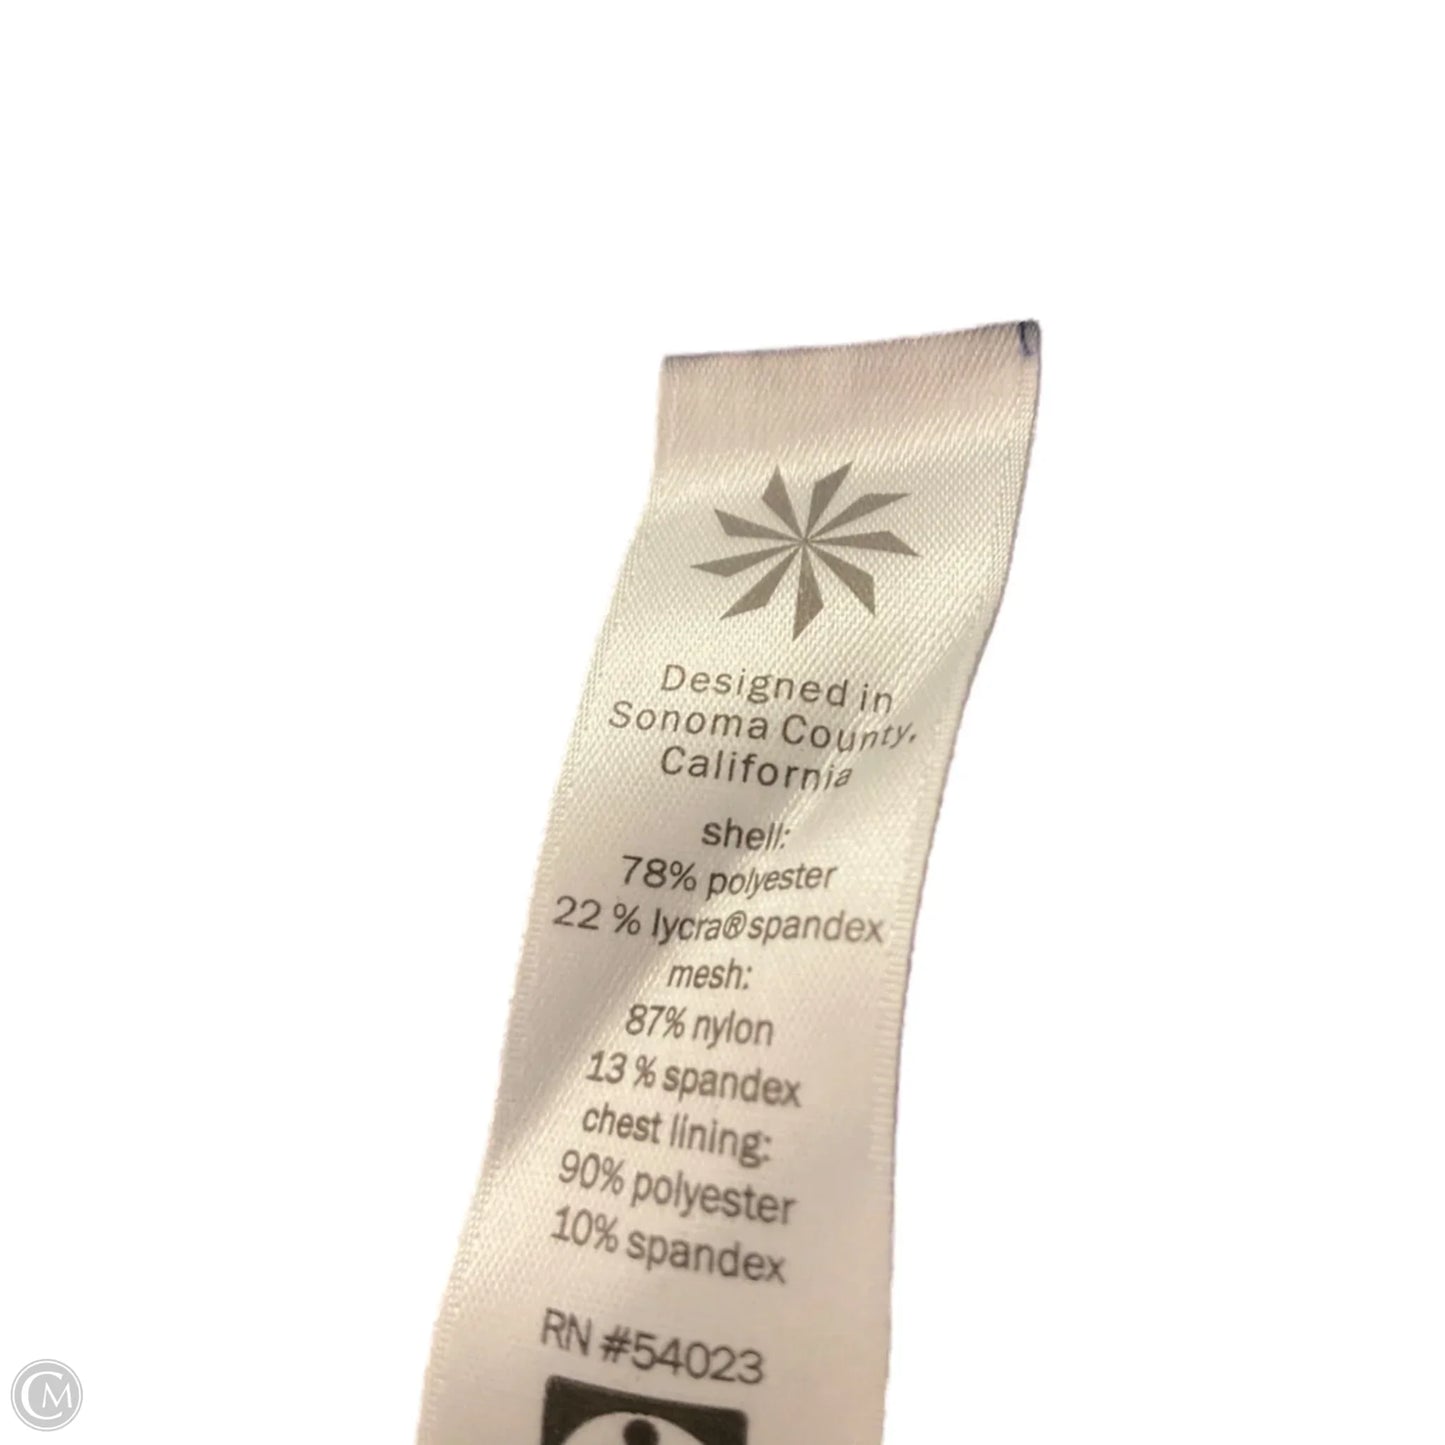 Designed in
Sonoma County,
California
shell:
78% polyester
22 % lycra®spandex
mesh:
87% nylon
13 % spandex
chest lining:
90% polyester
10% spandex
RN #54023
CM